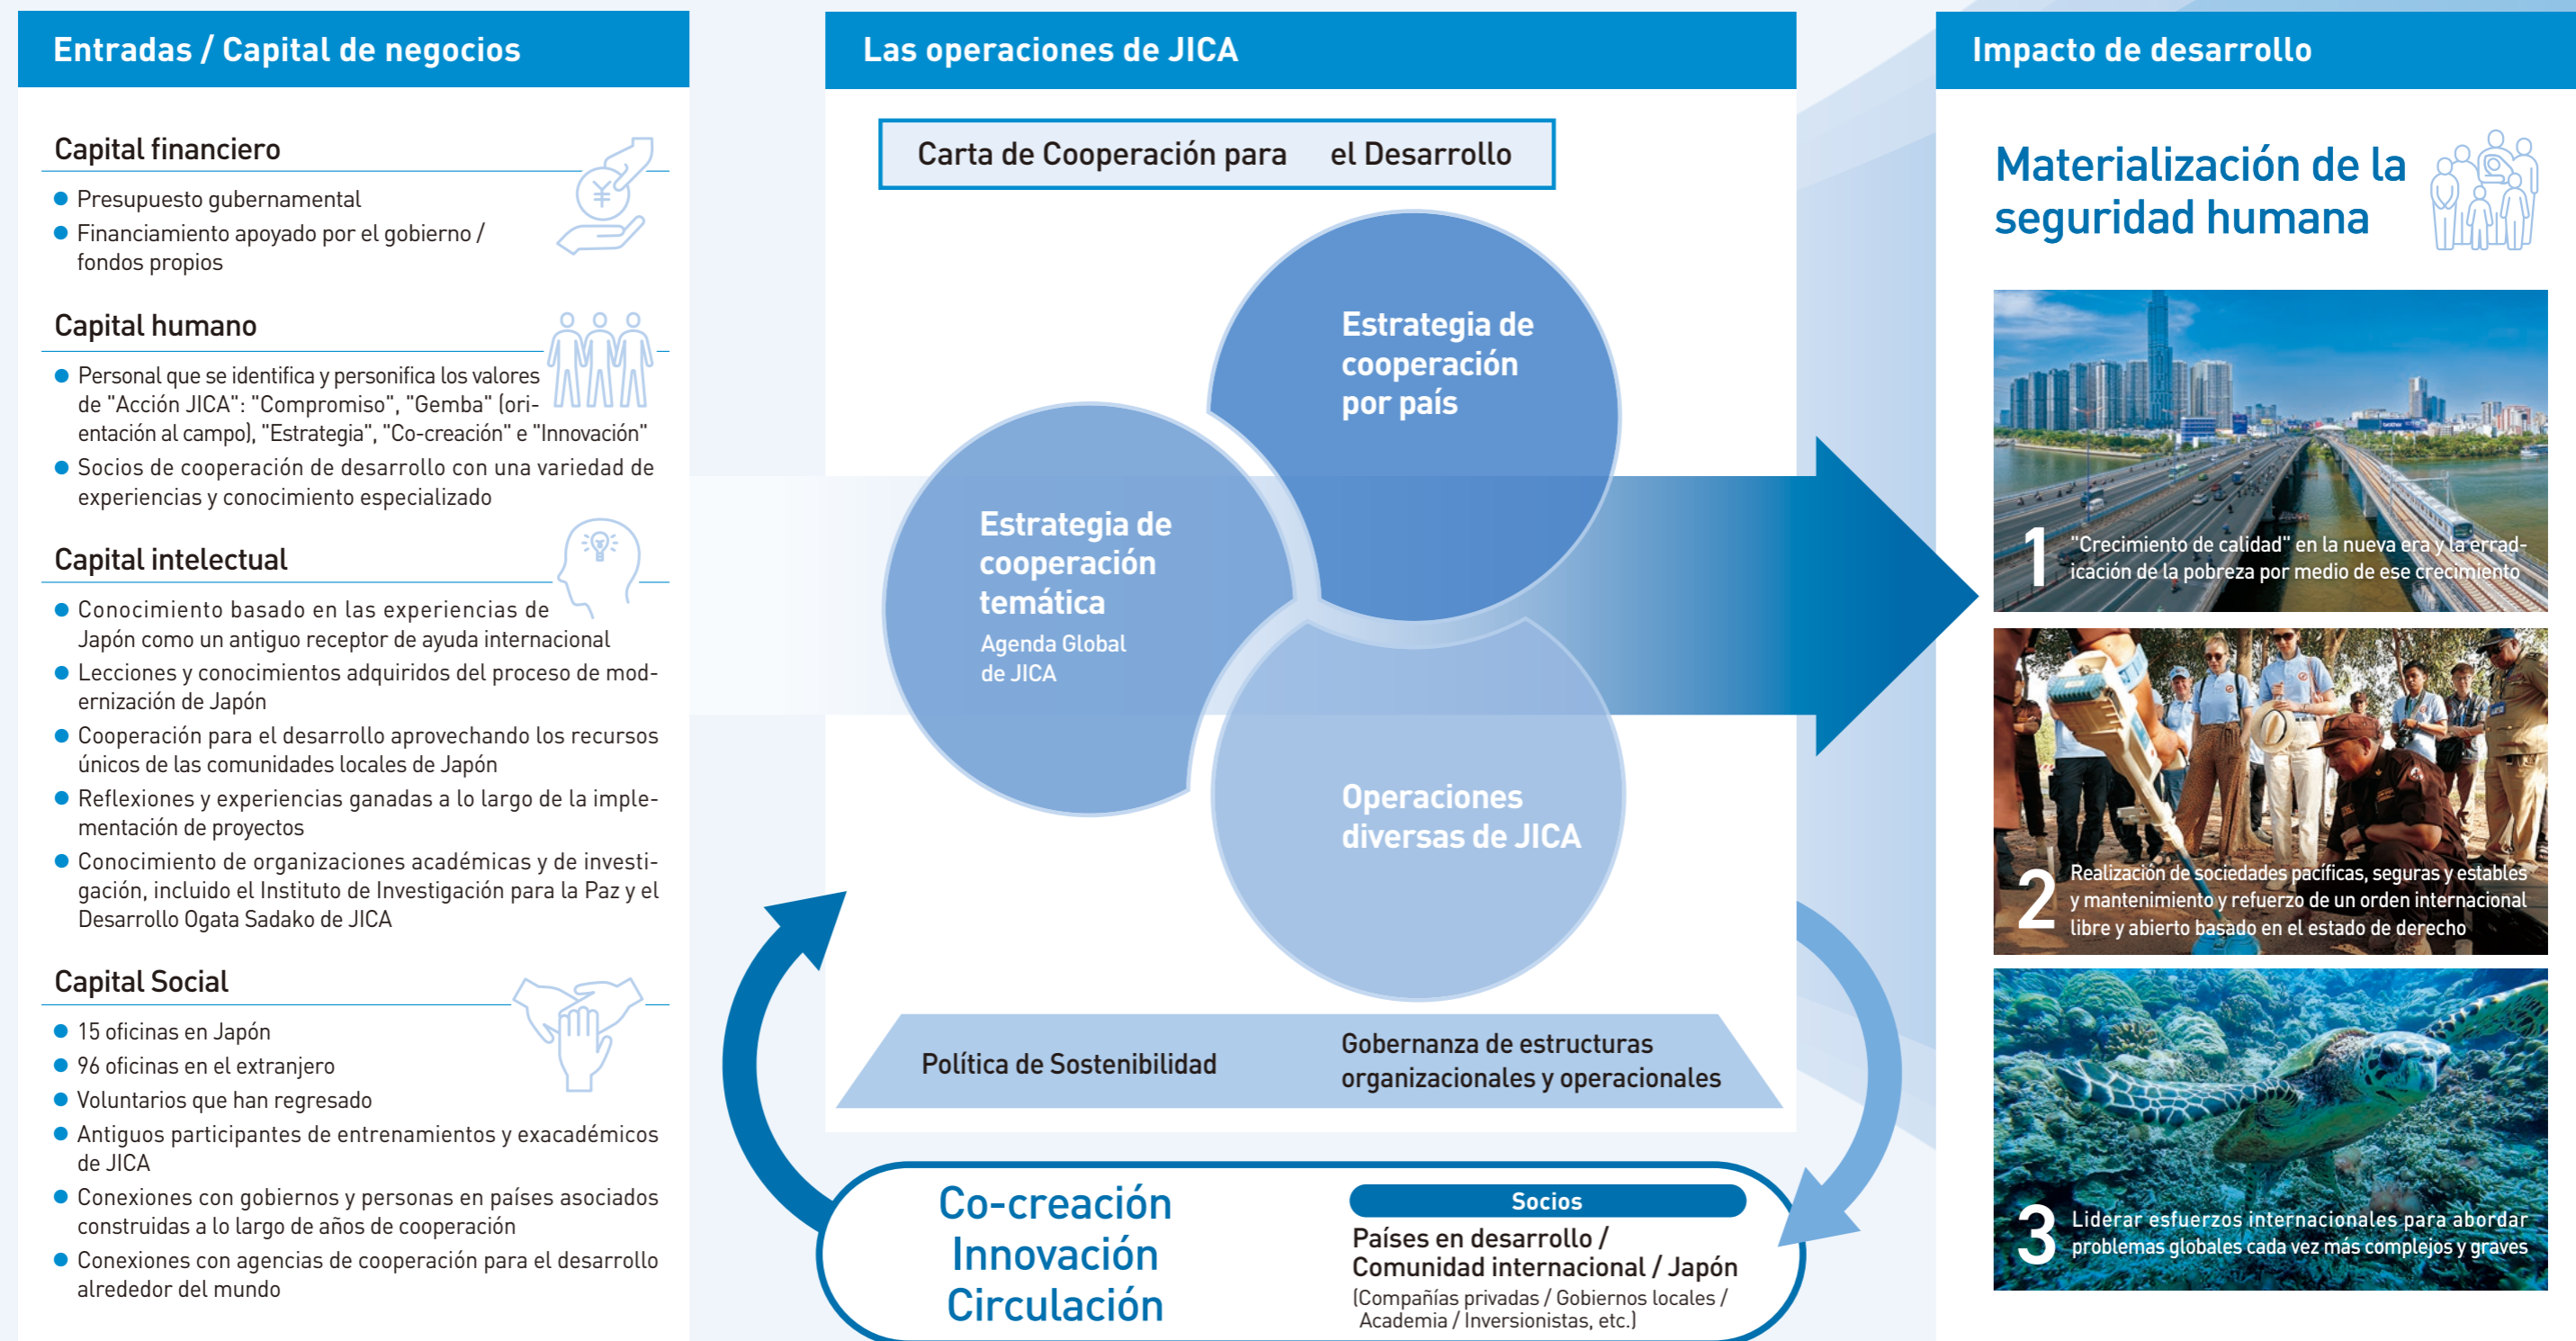 Entradas / Capital de negocios
Capital financiero
● Presupuesto gubernamental
● Financiamiento apoyado por el gobierno /
fondos propios
Capital humano
● Personal que se identifica y personifica los valores
de "Acción JICA": "Compromiso", "Gemba" (ori-
entación al campo), "Estrategia", "Co-creación" e "Innovación"
● Socios de cooperación de desarrollo con una variedad de
experiencias y conocimiento especializado
Capital intelectual
● Conocimiento basado en las experiencias de
Japón como un antiguo receptor de ayuda internacional
● Lecciones y conocimientos adquiridos del proceso de mod-
ernización de Japón
● Cooperación para el desarrollo aprovechando los recursos
únicos de las comunidades locales de Japón
● Reflexiones y experiencias ganadas a lo largo de la imple-
mentación de proyectos
● Conocimiento de organizaciones académicas y de investi-
gación, incluido el Instituto de Investigación para la Paz y el
Desarrollo Ogata Sadako de JICA
Capital Social
● 15 oficinas en Japón
● 96 oficinas en el extranjero
● Voluntarios que han regresado
● Antiguos participantes de entrenamientos y exacadémicos
de JICA
● Conexiones con gobiernos y personas en países asociados
construidas a lo largo de años de cooperación
● Conexiones con agencias de cooperación para el desarrollo
alrededor del mundo
Las operaciones de JICA
Carta de Cooperación para el Desarrollo
Estrategia de
cooperación
por país
Estrategia de
cooperación
temática
Agenda Global
de JICA
Operaciones
diversas de JICA
Política de Sostenibilidad
Gobernanza de estructuras
organizacionales y operacionales
Co-creación
Innovación
Circulación
Socios
Países en desarrollo /
Comunidad internacional / Japón
(Compañías privadas / Gobiernos locales /
Academia / Inversionistas, etc.)
Impacto de desarrollo
Materialización de la
seguridad humana
¥
1 "Crecimiento de calidad" en la nueva era y la errad-
icación de la pobreza por medio de ese crecimiento
2 Realización de sociedades pacíficas, seguras y estables
y mantenimiento y refuerzo de un orden internacional
libre y abierto basado en el estado de derecho
3 Liderar esfuerzos internacionales para abordar
problemas globales cada vez más complejos y graves